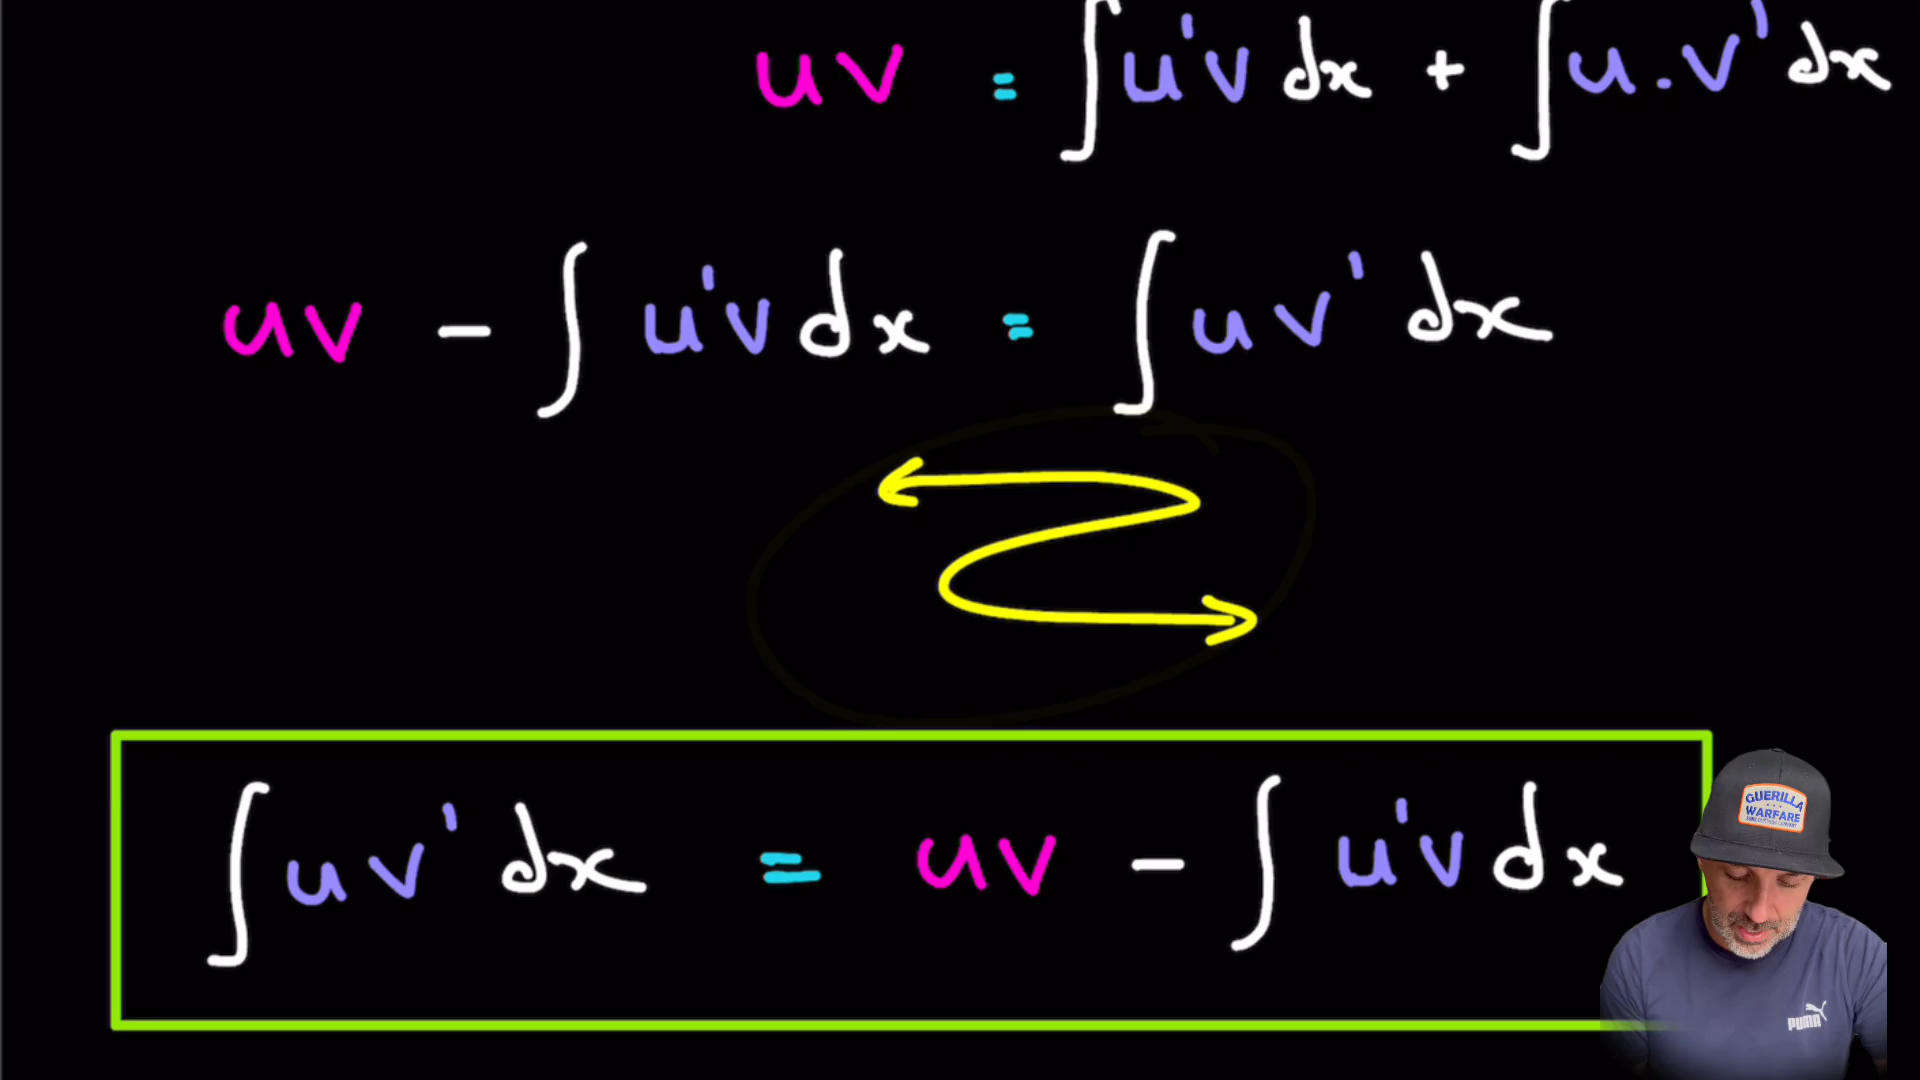 uv = ∫u'v dx + ∫u.v' dx
uv - ∫ u'v dx = ∫ uv' dx
∫ uv' dx = uv - ∫ u'v dx
GUERILLA
WARFARE
PUMA